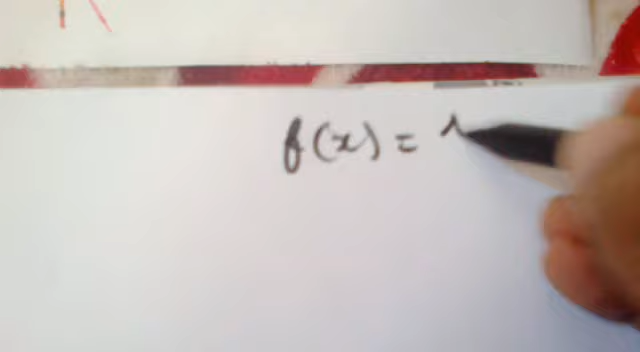 f(x) =